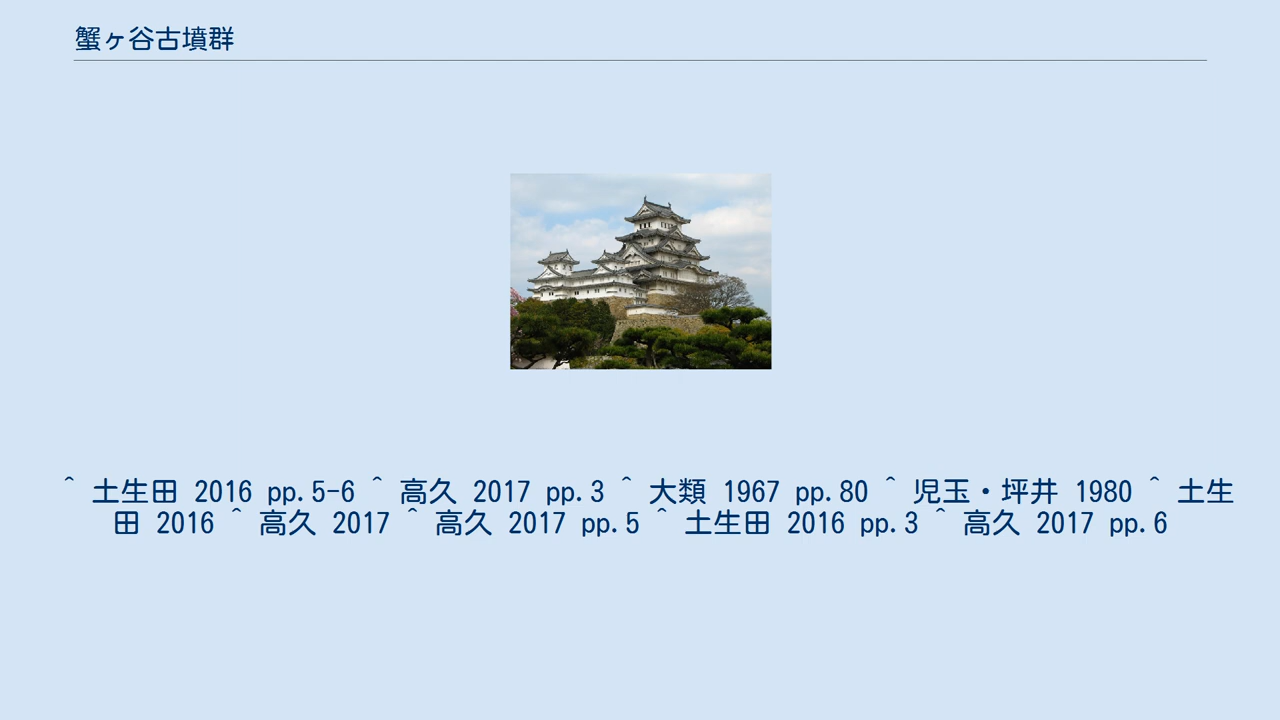 蟹ヶ谷古墳群
^ 土生田 2016 pp.5-6 ^ 高久 2017 pp.3 ^ 大類 1967 pp.80 ^ 児玉・坪井 1980 ^ 土生
田 2016 ^ 高久 2017 ^ 高久 2017 pp.5 ^ 土生田 2016 pp.3 ^ 高久 2017 pp.6